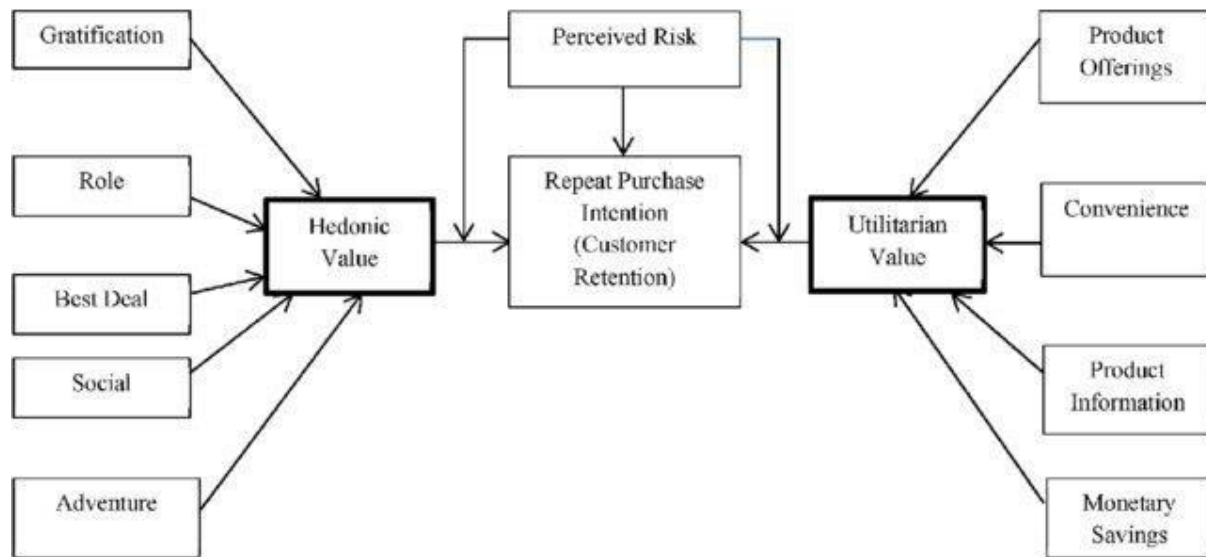 Gratification
Perceived Risk
Product
Offerings
Role
Repeat Purchase
Intention
(Customer
Retention)
Convenience
Hedonic
Value
Utilitarian
Value
Best Deal
Social
Product
Information
Adventure
Monetary
Savings